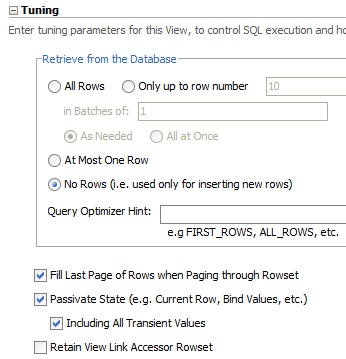 Tuning
Enter tuning parameters for this View, to control SQL execution and ho
Retrieve from the Database
All Rows Only up to row number 10
in Batches of: 1
As Needed All at Once
At Most One Row
No Rows (i.e. used only for inserting new rows)
Query Optimizer Hint:
e.g FIRST_ROWS, ALL_ROWS, etc.
Fill Last Page of Rows when Paging through Rowset
Passivate State (e.g. Current Row, Bind Values, etc.)
Including All Transient Values
Retain View Link Accessor Rowset